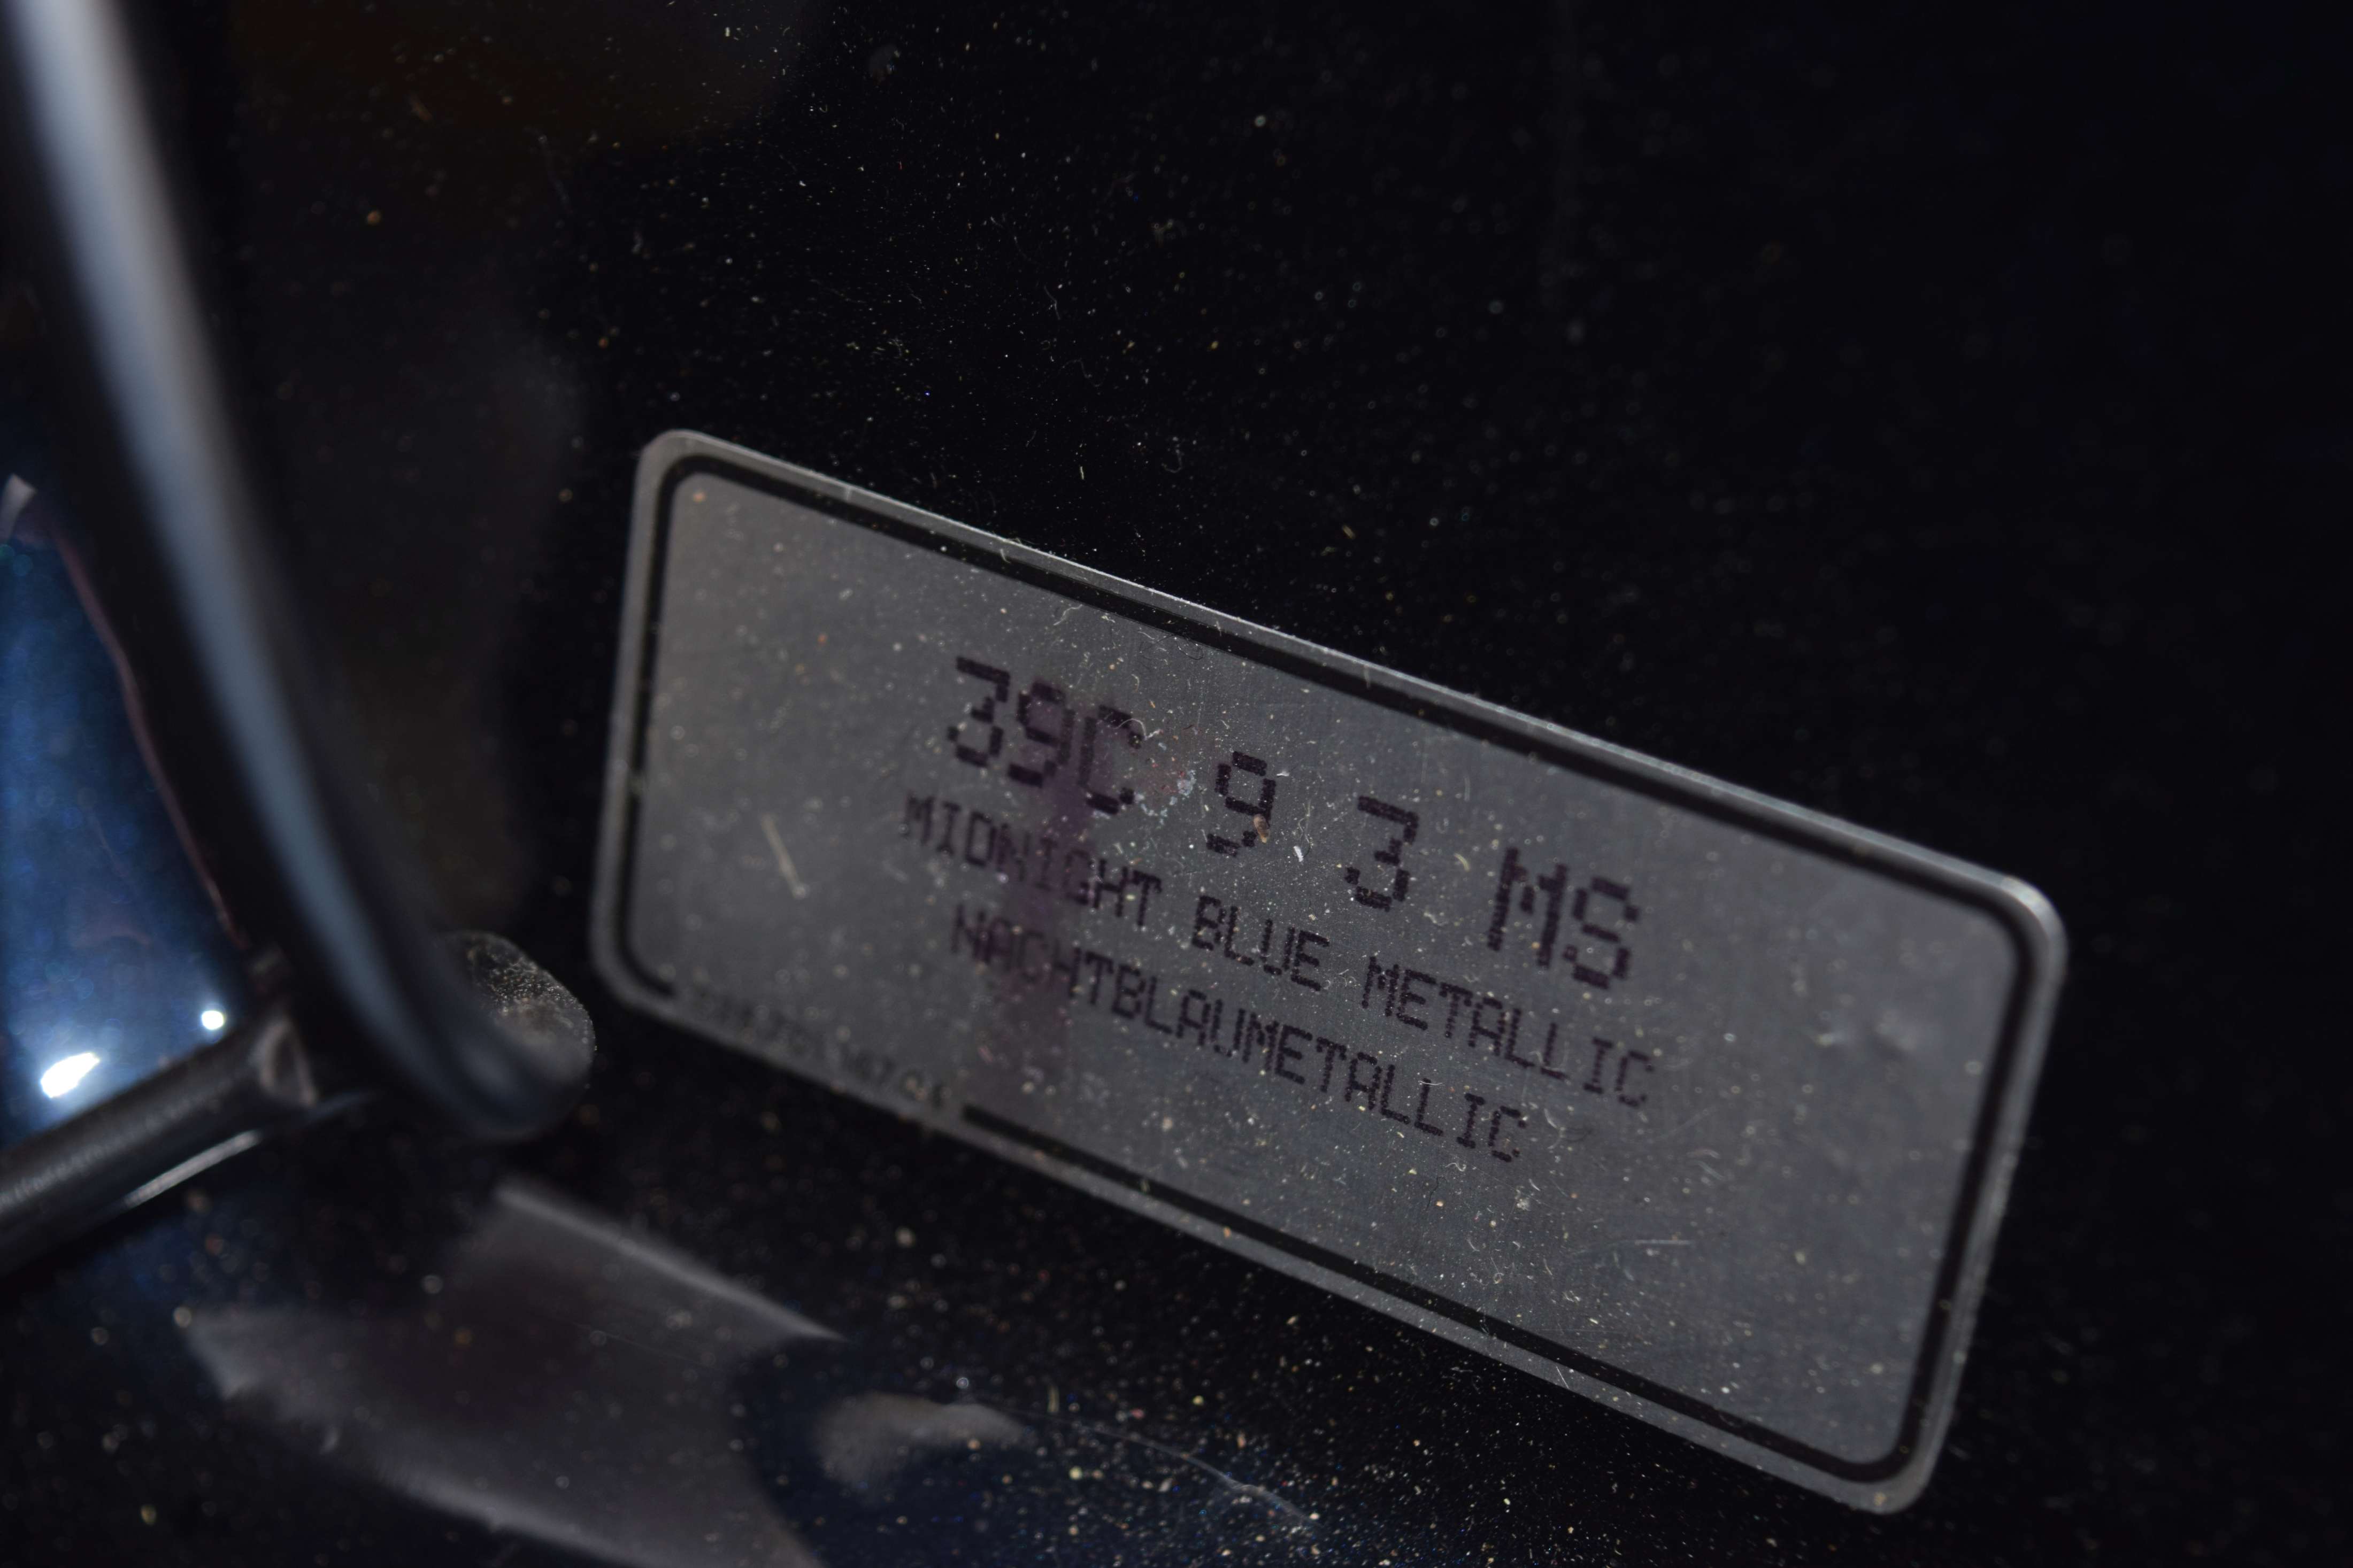 39C 9 3 MS
MIDNIGHT BLUE METALLIC
NACHTBLAUMETALLIC